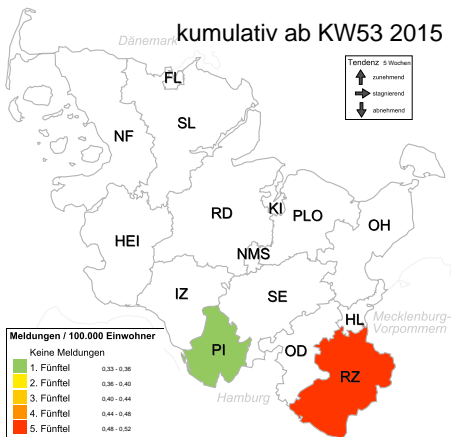 kumulativ ab KW53 2015
Dänemark
Tendenz 5 Wochen
zunehmend
stagnierend
abnehmend
FL
SL
NF
RD
KI
PLO
OH
HEI
NMS
IZ
SE
HL
Mecklenburg-
Vorpommern
PI
OD
RZ
Hamburg
Meldungen / 100.000 Einwohner
Keine Meldungen
1. Fünftel 0,33 - 0,36
2. Fünftel 0,36 - 0,40
3. Fünftel 0,40 - 0,44
4. Fünftel 0,44 - 0,48
5. Fünftel 0,48 - 0,52